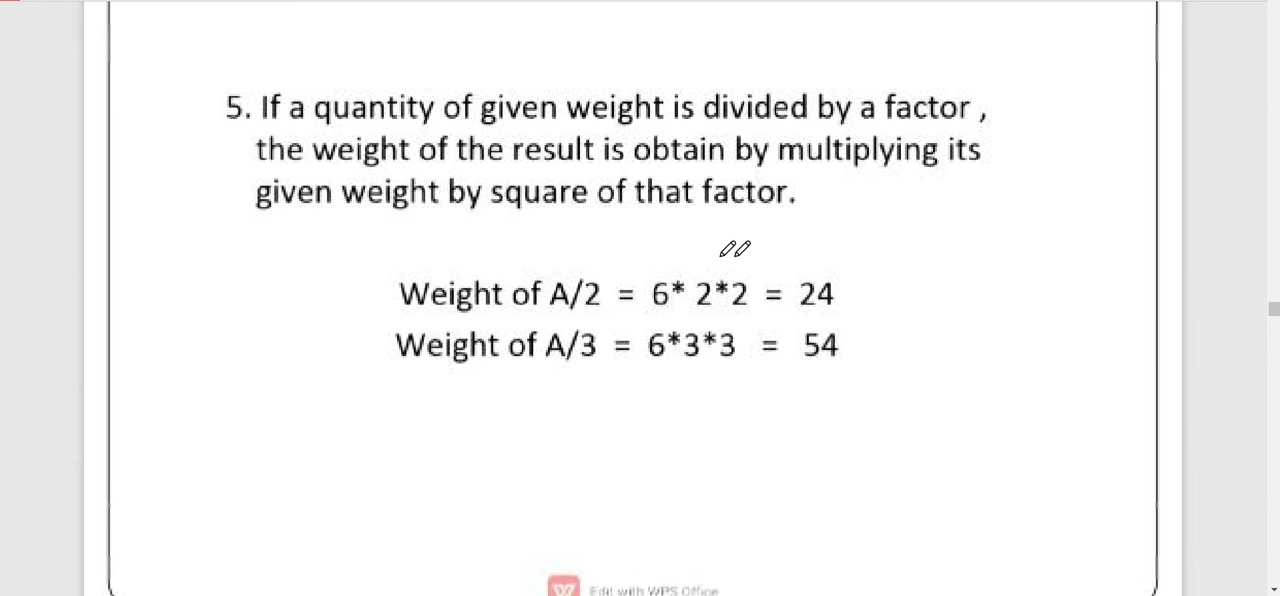 5. If a quantity of given weight is divided by a factor ,
the weight of the result is obtain by multiplying its
given weight by square of that factor.
Weight of A/2 = 6* 2*2 = 24
Weight of A/3 = 6*3*3 = 54
Edit with WPS Office